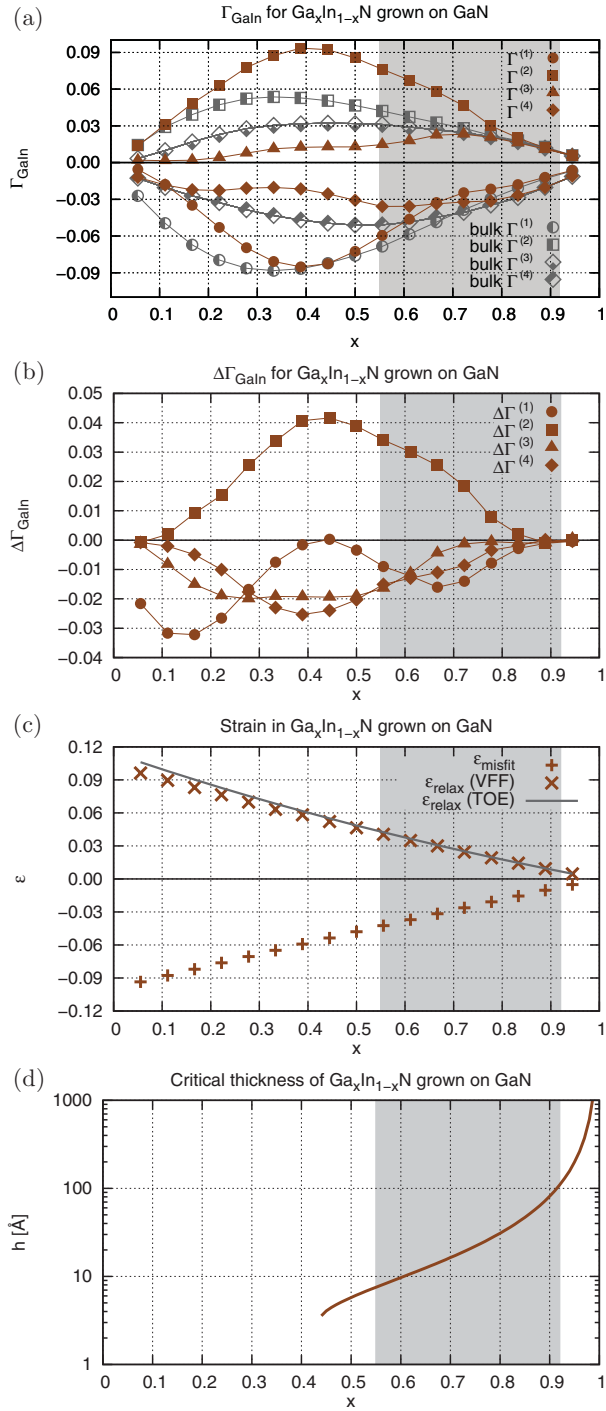 (a)
Γ_GaIn for Ga_xIn_{1−x}N grown on GaN
0.09
0.06
0.03
0.00
−0.03
−0.06
−0.09
Γ_GaIn
Γ^(1)
Γ^(2)
Γ^(3)
Γ^(4)
bulk Γ^(1)
bulk Γ^(2)
bulk Γ^(3)
bulk Γ^(4)
0 0.1 0.2 0.3 0.4 0.5 0.6 0.7 0.8 0.9 1
x
(b)
ΔΓ_GaIn for Ga_xIn_{1−x}N grown on GaN
0.05
0.04
0.03
0.02
0.01
0.00
−0.01
−0.02
−0.03
−0.04
ΔΓ_GaIn
ΔΓ^(1)
ΔΓ^(2)
ΔΓ^(3)
ΔΓ^(4)
0 0.1 0.2 0.3 0.4 0.5 0.6 0.7 0.8 0.9 1
x
(c)
Strain in Ga_xIn_{1−x}N grown on GaN
0.12
0.09
0.06
0.03
0.00
−0.03
−0.06
−0.09
−0.12
ε
ε_misfit
ε_relax (VFF)
ε_relax (TOE)
0 0.1 0.2 0.3 0.4 0.5 0.6 0.7 0.8 0.9 1
x
(d)
Critical thickness of Ga_xIn_{1−x}N grown on GaN
1000
100
10
1
h [Å]
0 0.1 0.2 0.3 0.4 0.5 0.6 0.7 0.8 0.9 1
x